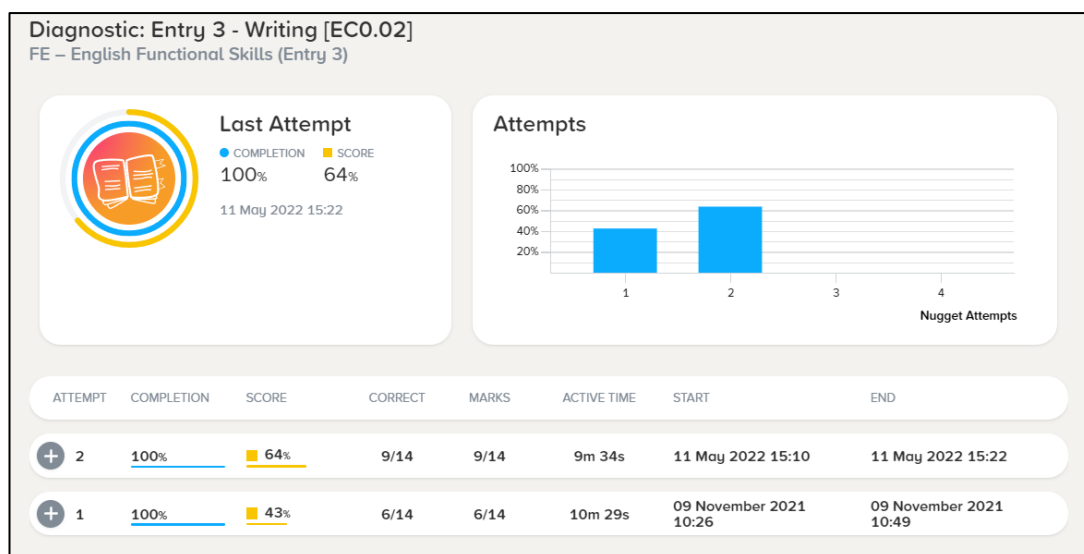 Diagnostic: Entry 3 - Writing [EC0.02]
FE – English Functional Skills (Entry 3)
Last Attempt
COMPLETION SCORE
100% 64%
11 May 2022 15:22
Attempts
100%
80%
60%
40%
20%
1 2 3 4
Nugget Attempts
ATTEMPT COMPLETION SCORE CORRECT MARKS ACTIVE TIME START END
2 100% 64% 9/14 9/14 9m 34s 11 May 2022 15:10 11 May 2022 15:22
1 100% 43% 6/14 6/14 10m 29s 09 November 2021 09 November 2021
10:26 10:49